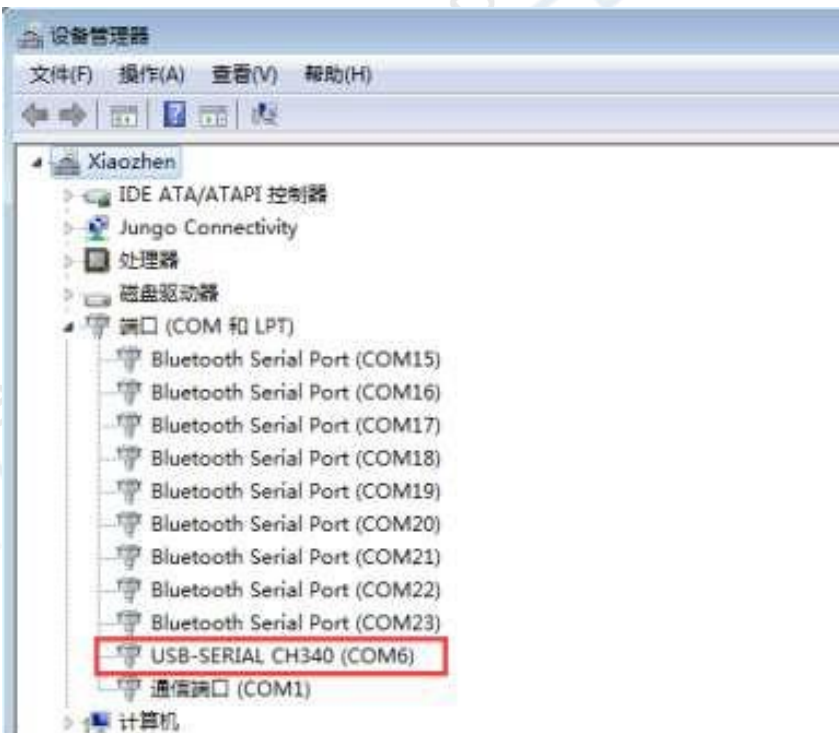 设备管理器
文件(F) 操作(A) 查看(V) 帮助(H)
Xiaozhen
IDE ATA/ATAPI 控制器
Jungo Connectivity
处理器
磁盘驱动器
端口 (COM 和 LPT)
Bluetooth Serial Port (COM15)
Bluetooth Serial Port (COM16)
Bluetooth Serial Port (COM17)
Bluetooth Serial Port (COM18)
Bluetooth Serial Port (COM19)
Bluetooth Serial Port (COM20)
Bluetooth Serial Port (COM21)
Bluetooth Serial Port (COM22)
Bluetooth Serial Port (COM23)
USB-SERIAL CH340 (COM6)
通信端口 (COM1)
计算机